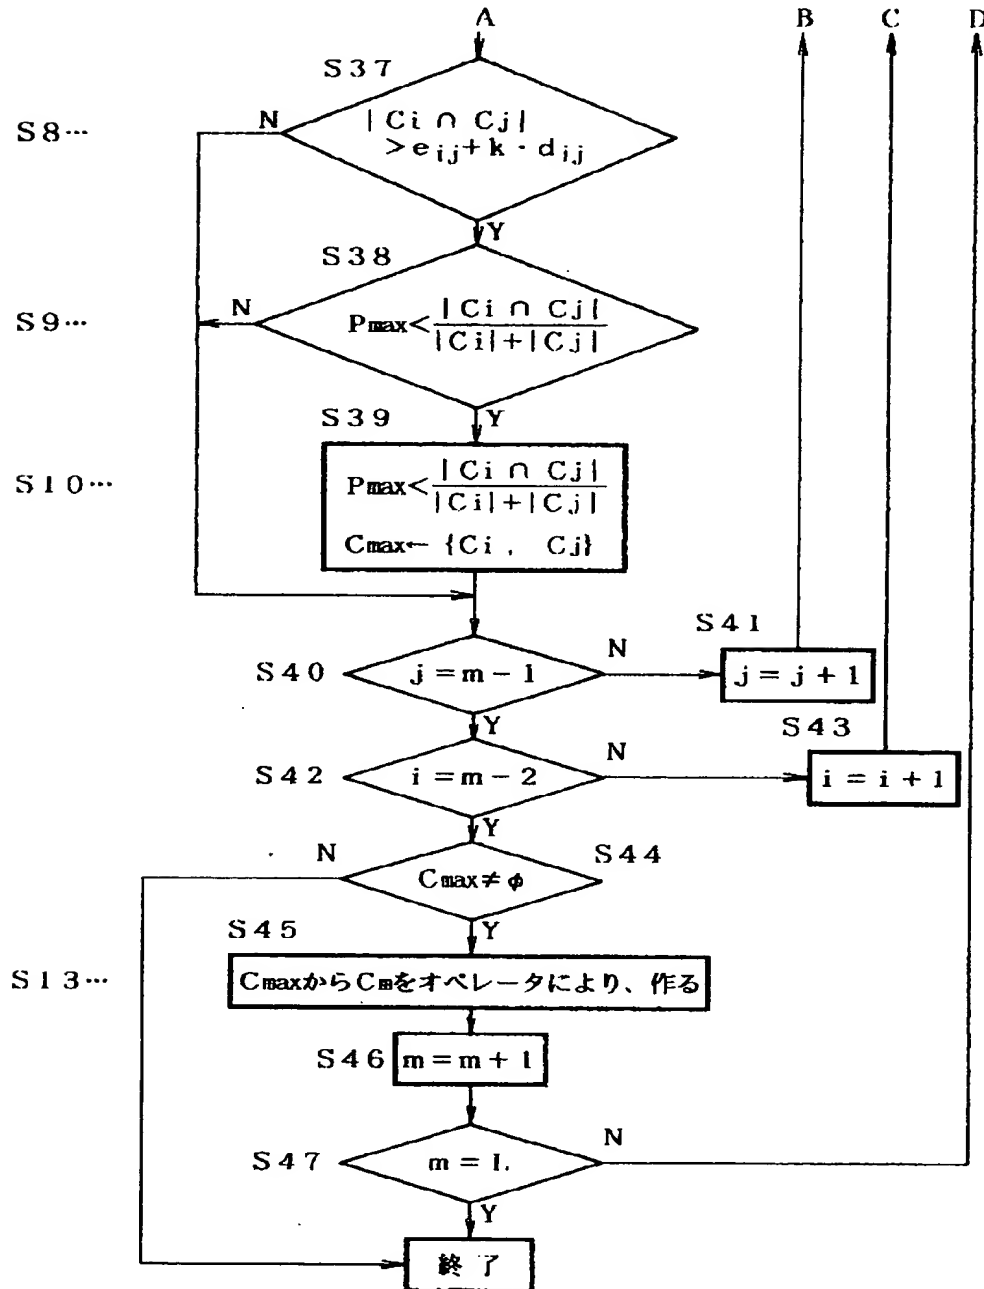 A B C D
S37
N
S8…
|Ci ∩ Cj|
>eij+k・dij
Y
S38
N
S9…
Pmax<|Ci ∩ Cj|/|Ci|+|Cj|
Y
S39
S10…
Pmax<|Ci ∩ Cj|/|Ci|+|Cj|
Cmax← {Ci , Cj}
S41
S40
j=m-1
N
j=j+1
Y
S43
S42
i=m-2
N
i=i+1
Y
N
S44
Cmax≠φ
S45
Y
S13…
CmaxからCmをオペレータにより、作る
S46
m=m+1
S47
m=L
N
Y
終了